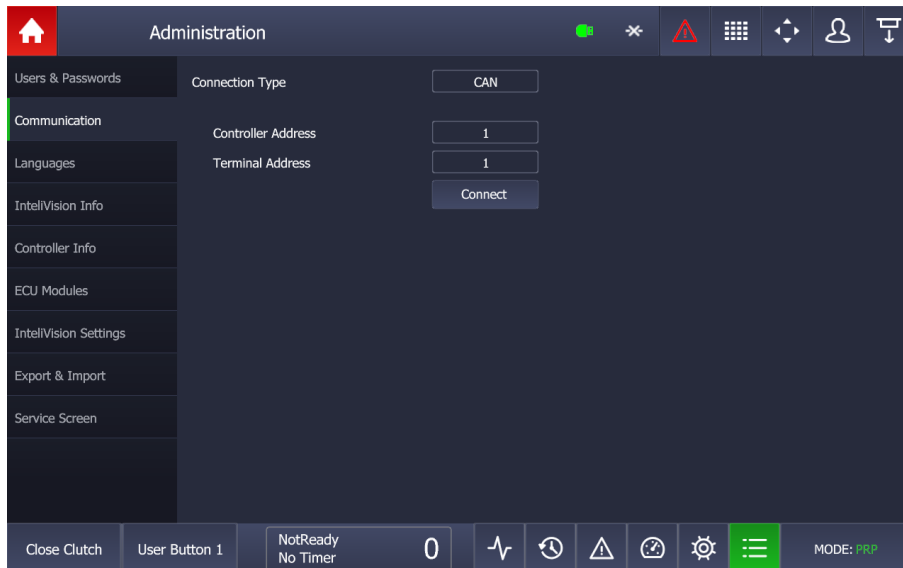 Administration
Users & Passwords
Communication
Languages
InteliVision Info
Controller Info
ECU Modules
InteliVision Settings
Export & Import
Service Screen
Connection Type CAN
Controller Address 1
Terminal Address 1
Connect
Close Clutch
User Button 1
NotReady
No Timer
0
MODE: PRP